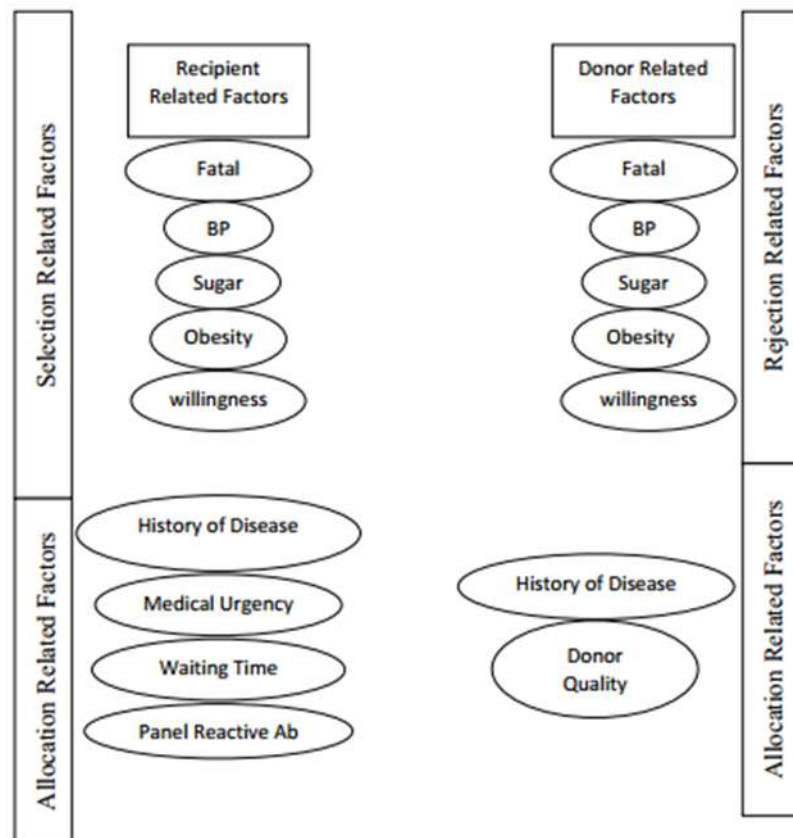 Selection Related Factors
Allocation Related Factors
Recipient
Related Factors
Fatal
BP
Sugar
Obesity
willingness
History of Disease
Medical Urgency
Waiting Time
Panel Reactive Ab
Donor Related
Factors
Fatal
BP
Sugar
Obesity
willingness
History of Disease
Donor
Quality
Rejection Related Factors
Allocation Related Factors